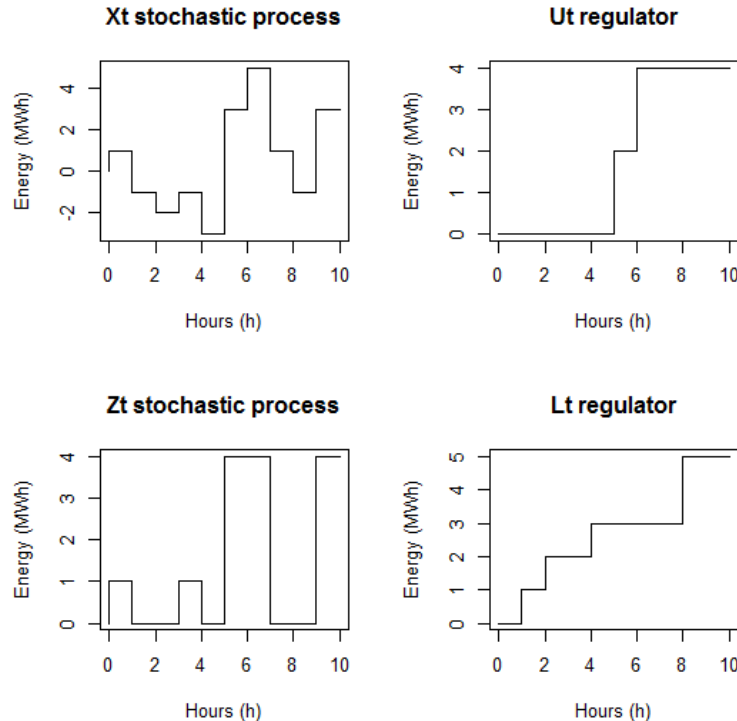 Xt stochastic process
Energy (MWh)
4
2
0
-2
0 2 4 6 8 10
Hours (h)
Ut regulator
Energy (MWh)
4
3
2
1
0
0 2 4 6 8 10
Hours (h)
Zt stochastic process
Energy (MWh)
4
3
2
1
0
0 2 4 6 8 10
Hours (h)
Lt regulator
Energy (MWh)
5
4
3
2
1
0
0 2 4 6 8 10
Hours (h)